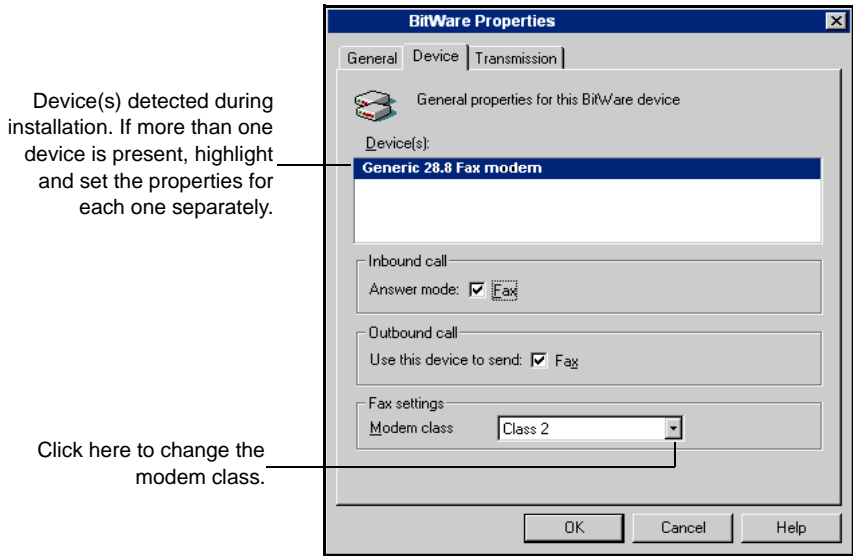 BitWare Properties
General Device Transmission
Device(s) detected during
installation. If more than one
device is present, highlight
and set the properties for
each one separately.
General properties for this BitWare device
Device(s):
Generic 28.8 Fax modem
Inbound call
Answer mode: Fax
Outbound call
Use this device to send: Fax
Fax settings
Modem class Class 2
Click here to change the
modem class.
OK Cancel Help